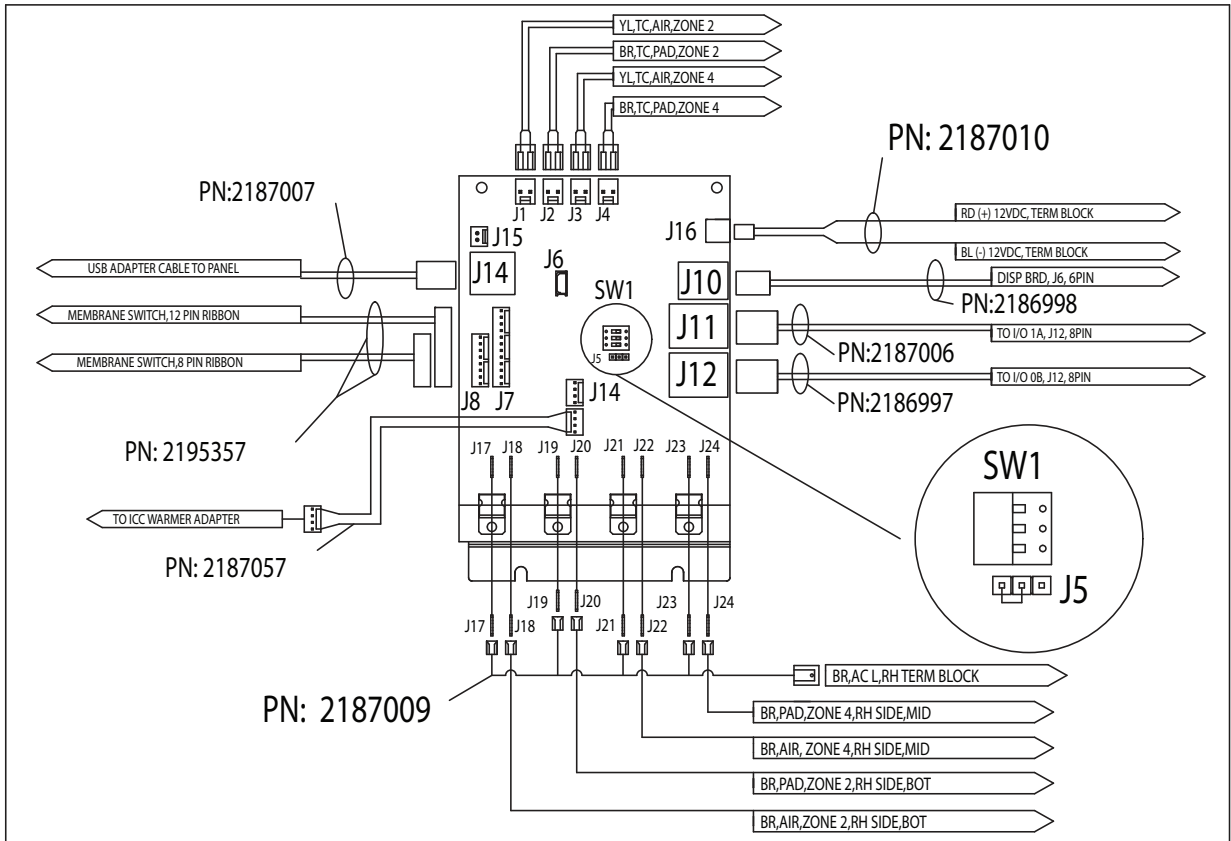 YL,TC,AIR,ZONE 2
BR,TC,PAD,ZONE 2
YL,TC,AIR,ZONE 4
BR,TC,PAD,ZONE 4
PN: 2187010
PN:2187007
J1 J2 J3 J4
J15
J16
RD (+) 12VDC, TERM BLOCK
BL (-) 12VDC, TERM BLOCK
USB ADAPTER CABLE TO PANEL
J14
J6
J10
DISP BRD, J6, 6PIN
SW1
PN:2186998
MEMBRANE SWITCH,12 PIN RIBBON
J11
TO I/O 1A, J12, 8PIN
J5
PN:2187006
MEMBRANE SWITCH,8 PIN RIBBON
J12
TO I/O 0B, J12, 8PIN
J8 J7
J14
PN:2186997
PN: 2195357
J17 J18 J19 J20 J21 J22 J23 J24
SW1
J5
TO ICC WARMER ADAPTER
PN: 2187057
J19 J20 J23 J24
J17 J18 J21 J22
BR,AC L,RH TERM BLOCK
PN: 2187009
BR,PAD,ZONE 4,RH SIDE,MID
BR,AIR, ZONE 4,RH SIDE,MID
BR,PAD,ZONE 2,RH SIDE,BOT
BR,AIR,ZONE 2,RH SIDE,BOT